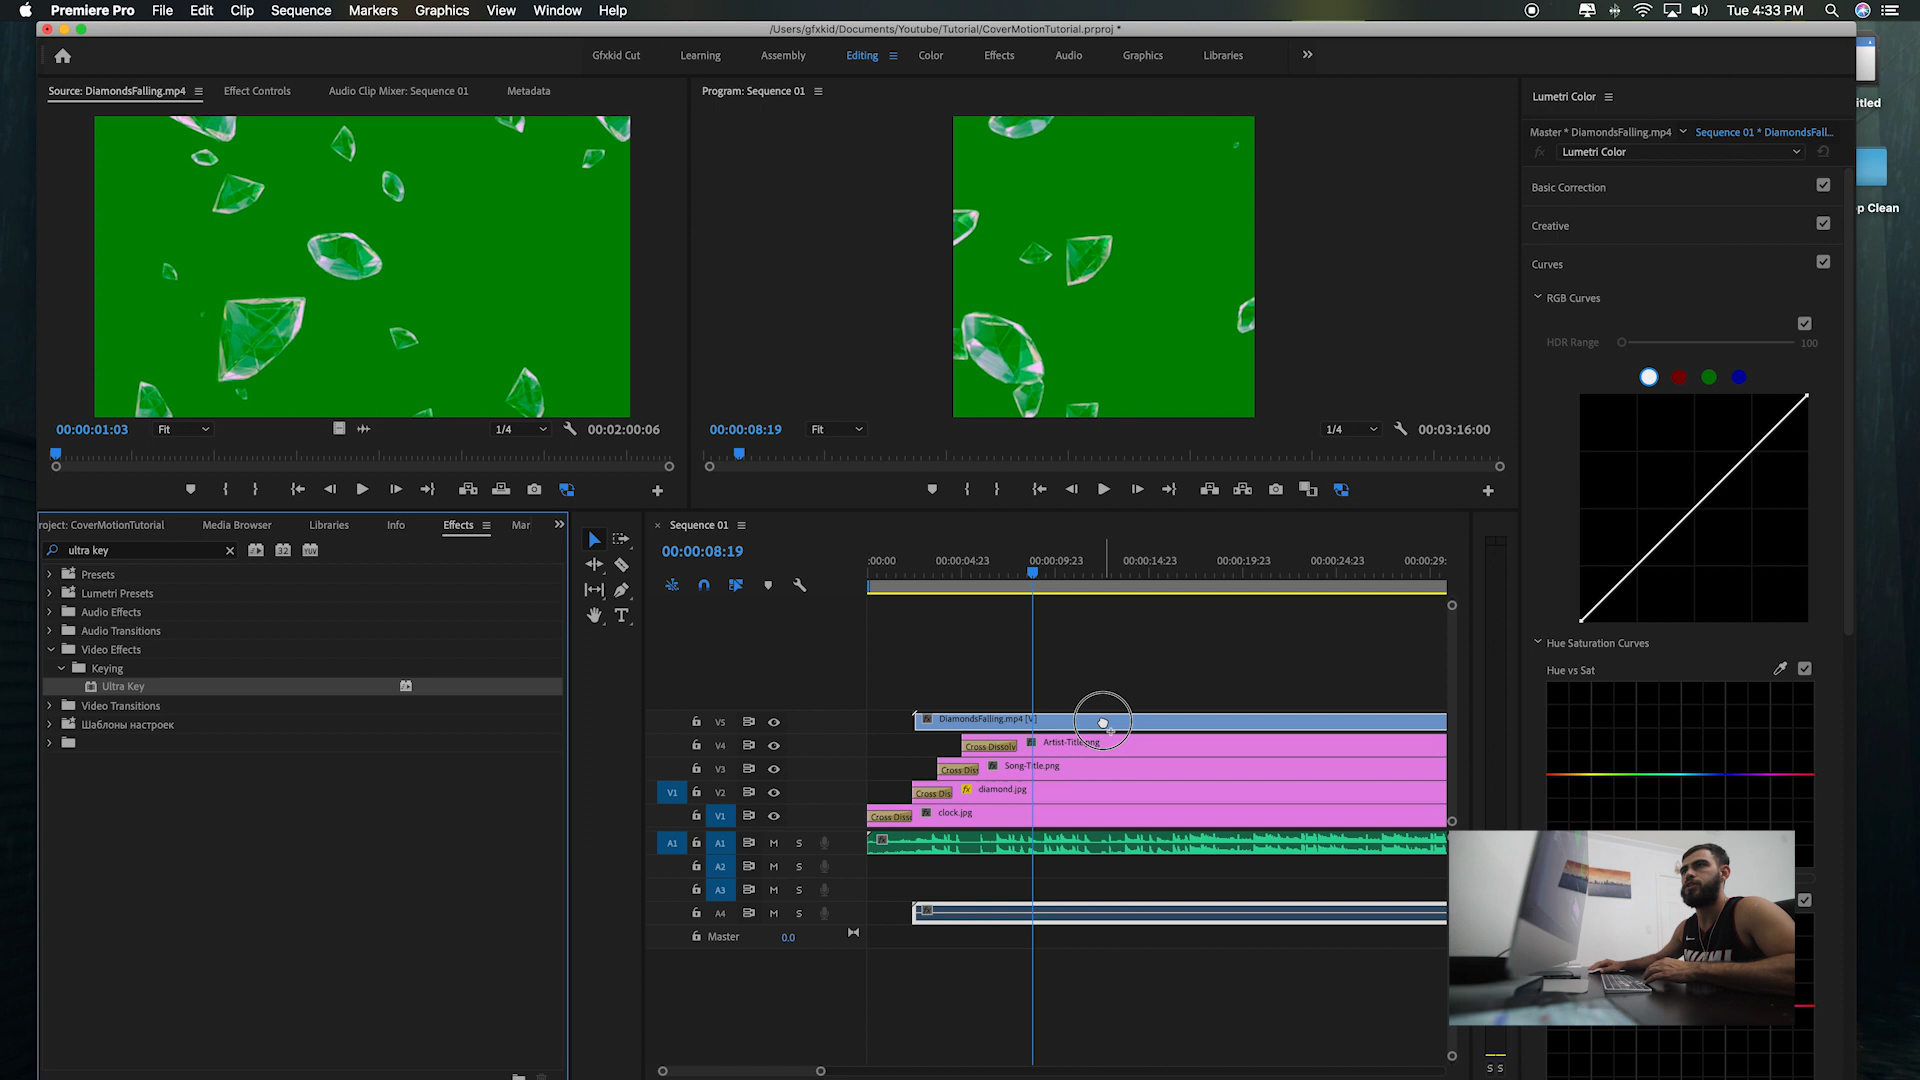 Premiere Pro File Edit Clip Sequence Markers Graphics View Window Help Tue 4:33 PM
/Users/gfxkid/Documents/Youtube/Tutorial/CoverMotionTutorial.prproj *
Gfxkid Cut Learning Assembly Editing Color Effects Audio Graphics Libraries
Source: DiamondsFalling.mp4 Effect Controls Audio Clip Mixer: Sequence 01 Metadata
Program: Sequence 01
Lumetri Color
itled
Master * DiamondsFalling.mp4 Sequence 01 * DiamondsFall...
fx Lumetri Color
Basic Correction
p Clean
Creative
Curves
RGB Curves
HDR Range 100
00:00:01:03 Fit 1/4 00:02:00:06
00:00:08:19 Fit 1/4 00:03:16:00
roject: CoverMotionTutorial Media Browser Libraries Info Effects Mar
Sequence 01
ultra key 32 YUV
00:00:08:19
:00:00 00:00:04:23 00:00:09:23 00:00:14:23 00:00:19:23 00:00:24:23 00:00:29:
Presets
Lumetri Presets
Audio Effects
Audio Transitions
Video Effects
Keying
Ultra Key
Video Transitions
Шаблоны настроек
Hue Saturation Curves
Hue vs Sat
V5 DiamondsFalling.mp4 [V]
V4 Cross Dissolv Artist-Title.png
V3 Cross Diss Song-Title.png
V1 V2 Cross Dis diamond.jpg
V1 Cross Disso clock.jpg
A1 A1 M S
A2 M S
A3 M S
A4 M S
Master 0.0
S S